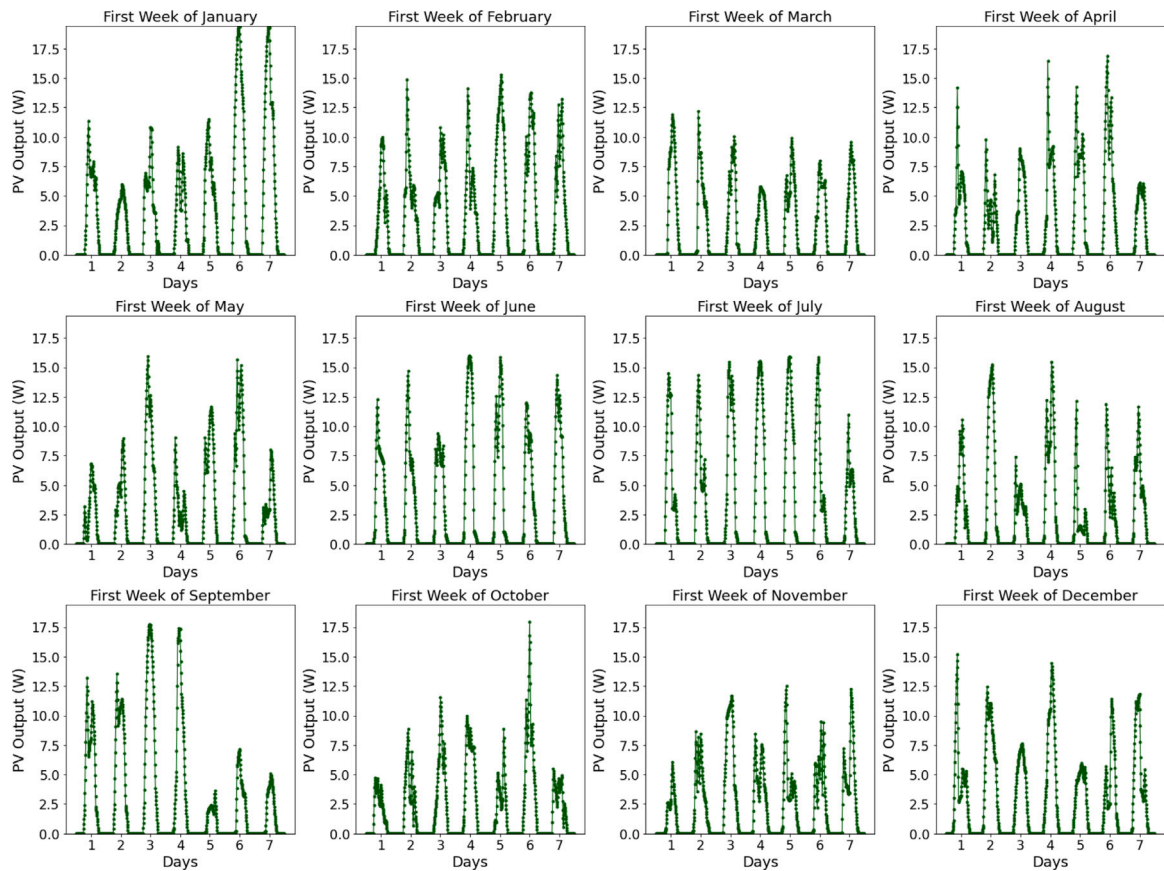 First Week of January
PV Output (W)
17.5
15.0
12.5
10.0
7.5
5.0
2.5
0.0
1 2 3 4 5 6 7
Days
First Week of February
PV Output (W)
17.5
15.0
12.5
10.0
7.5
5.0
2.5
0.0
1 2 3 4 5 6 7
Days
First Week of March
PV Output (W)
17.5
15.0
12.5
10.0
7.5
5.0
2.5
0.0
1 2 3 4 5 6 7
Days
First Week of April
PV Output (W)
17.5
15.0
12.5
10.0
7.5
5.0
2.5
0.0
1 2 3 4 5 6 7
Days
First Week of May
PV Output (W)
17.5
15.0
12.5
10.0
7.5
5.0
2.5
0.0
1 2 3 4 5 6 7
Days
First Week of June
PV Output (W)
17.5
15.0
12.5
10.0
7.5
5.0
2.5
0.0
1 2 3 4 5 6 7
Days
First Week of July
PV Output (W)
17.5
15.0
12.5
10.0
7.5
5.0
2.5
0.0
1 2 3 4 5 6 7
Days
First Week of August
PV Output (W)
17.5
15.0
12.5
10.0
7.5
5.0
2.5
0.0
1 2 3 4 5 6 7
Days
First Week of September
PV Output (W)
17.5
15.0
12.5
10.0
7.5
5.0
2.5
0.0
1 2 3 4 5 6 7
Days
First Week of October
PV Output (W)
17.5
15.0
12.5
10.0
7.5
5.0
2.5
0.0
1 2 3 4 5 6 7
Days
First Week of November
PV Output (W)
17.5
15.0
12.5
10.0
7.5
5.0
2.5
0.0
1 2 3 4 5 6 7
Days
First Week of December
PV Output (W)
17.5
15.0
12.5
10.0
7.5
5.0
2.5
0.0
1 2 3 4 5 6 7
Days